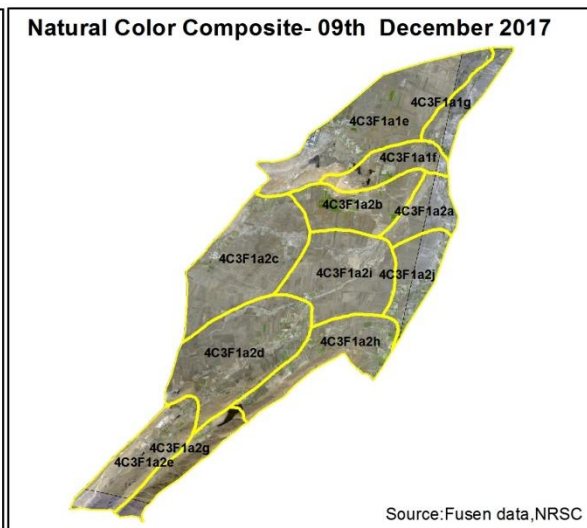 Natural Color Composite- 09th December 2017
4C3F1a1g
4C3F1a1e
4C3F1a1f
4C3F1a2b
4C3F1a2a
4C3F1a2c
4C3F1a2i
4C3F1a2j
4C3F1a2d
4C3F1a2h
4C3F1a2g
4C3F1a2e
Source:Fusen data,NRSC